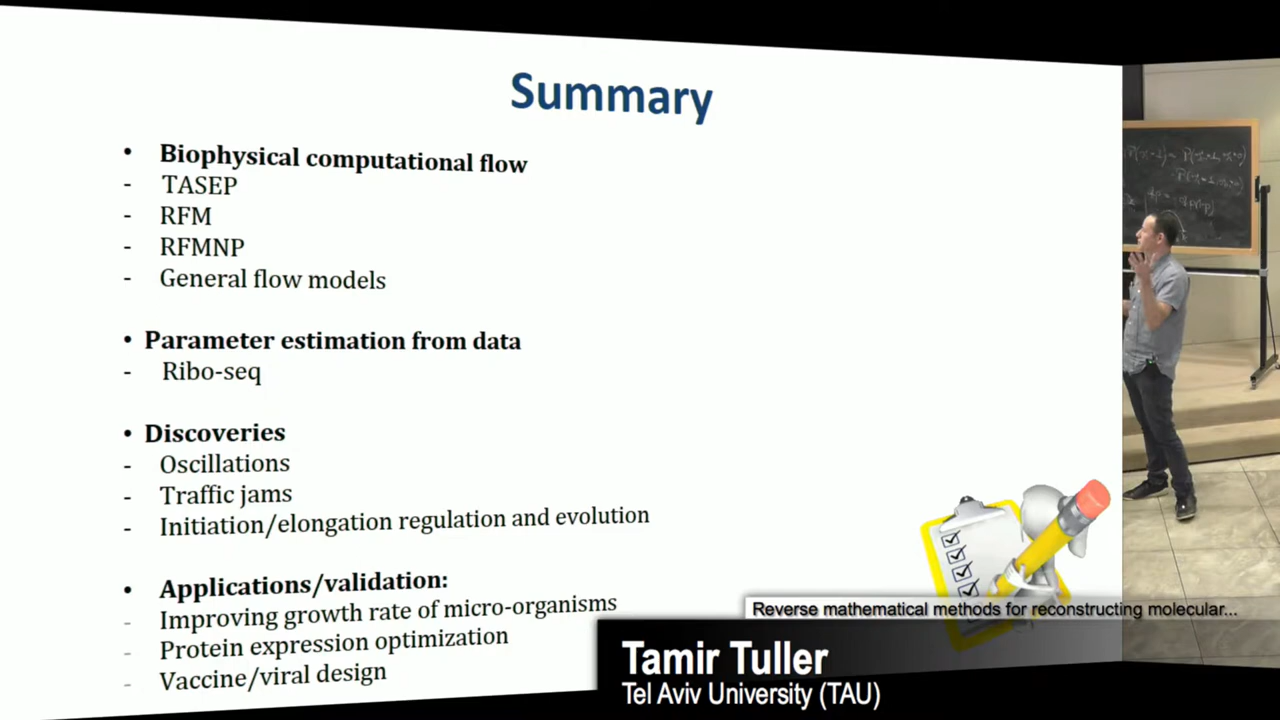 Summary
• Biophysical computational flow
- TASEP
- RFM
- RFMNP
- General flow models
• Parameter estimation from data
- Ribo-seq
• Discoveries
- Oscillations
- Traffic jams
- Initiation/elongation regulation and evolution
• Applications/validation:
- Improving growth rate of micro-organisms
- Protein expression optimization
- Vaccine/viral design
Reverse mathematical methods for reconstructing molecular...
Tamir Tuller
Tel Aviv University (TAU)